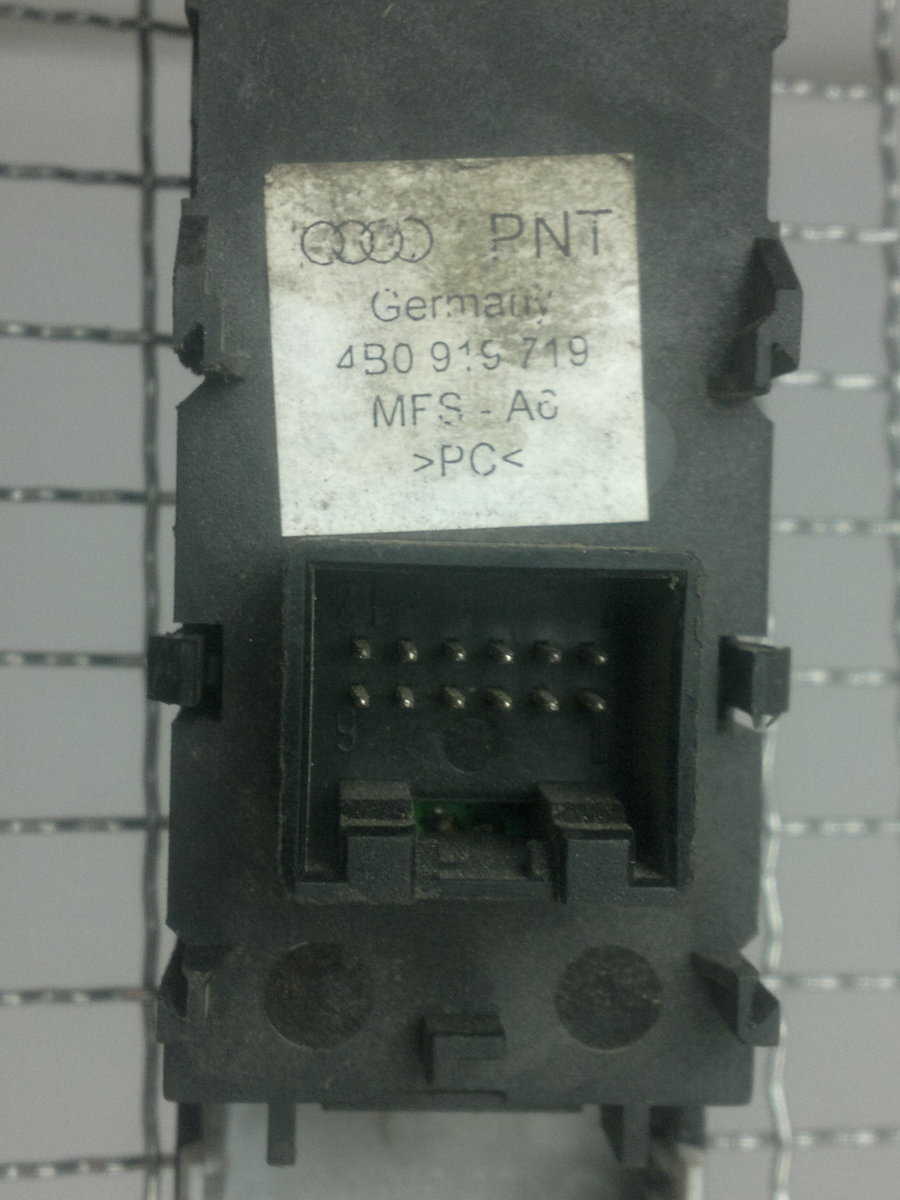 PNT
Germany
4B0 919 719
MFS - A6
>PC<